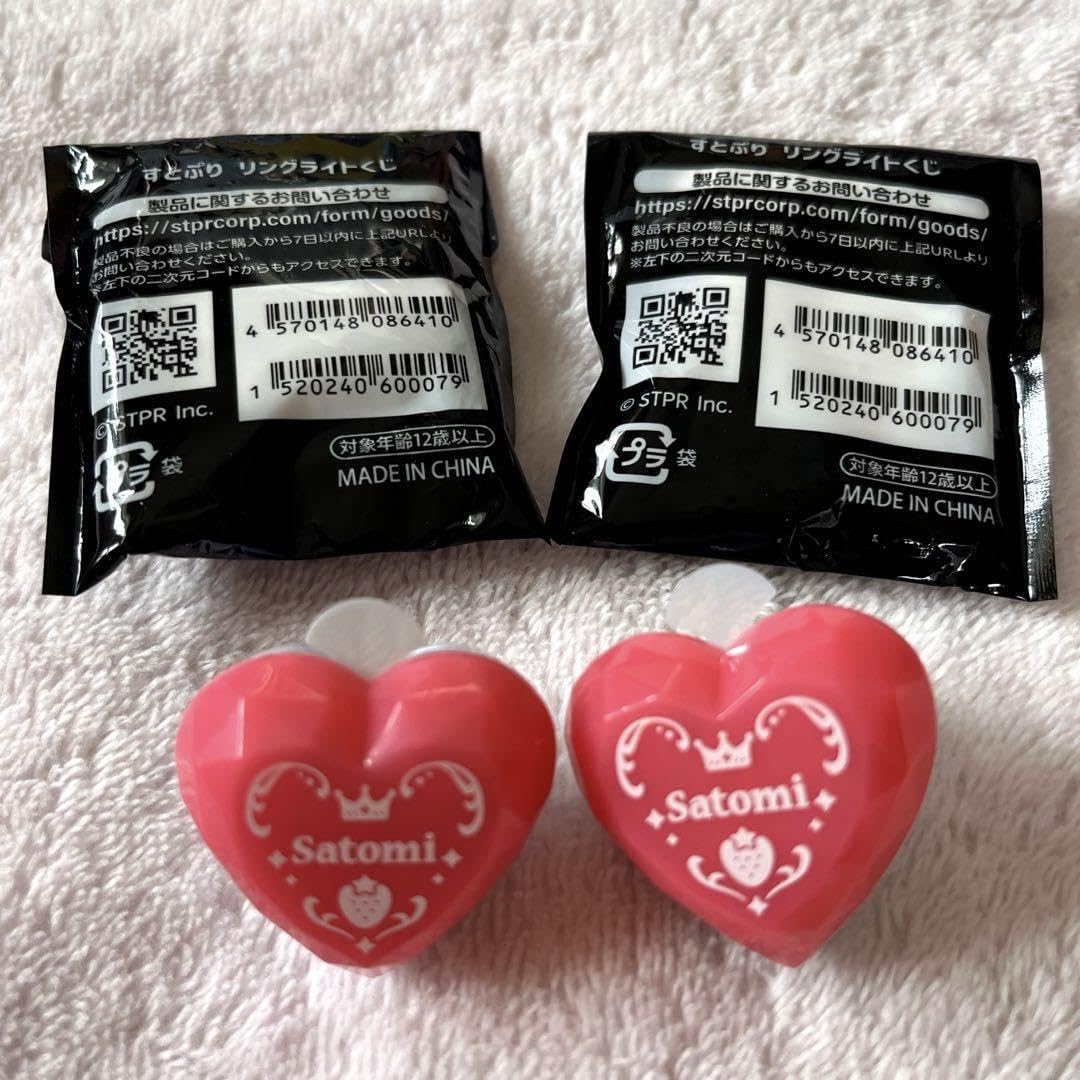 すとぷり リングライトくじ
製品に関するお問い合わせ
https://stprcorp.com/form/goods/
製品不良の場合はご購入から7日以内に上記URLより
お問い合わせください。
※左下の二次元コードからもアクセスできます。
4 570148 086410
1 520240 600079
© STPR Inc.
プラ 袋
対象年齢12歳以上
MADE IN CHINA
すとぷり リングライトくじ
製品に関するお問い合わせ
https://stprcorp.com/form/goods/
製品不良の場合はご購入から7日以内に上記URLより
お問い合わせください。
※左下の二次元コードからもアクセスできます。
4 570148 086410
1 520240 600079
© STPR Inc.
プラ 袋
対象年齢12歳以上
MADE IN CHINA
Satomi
Satomi